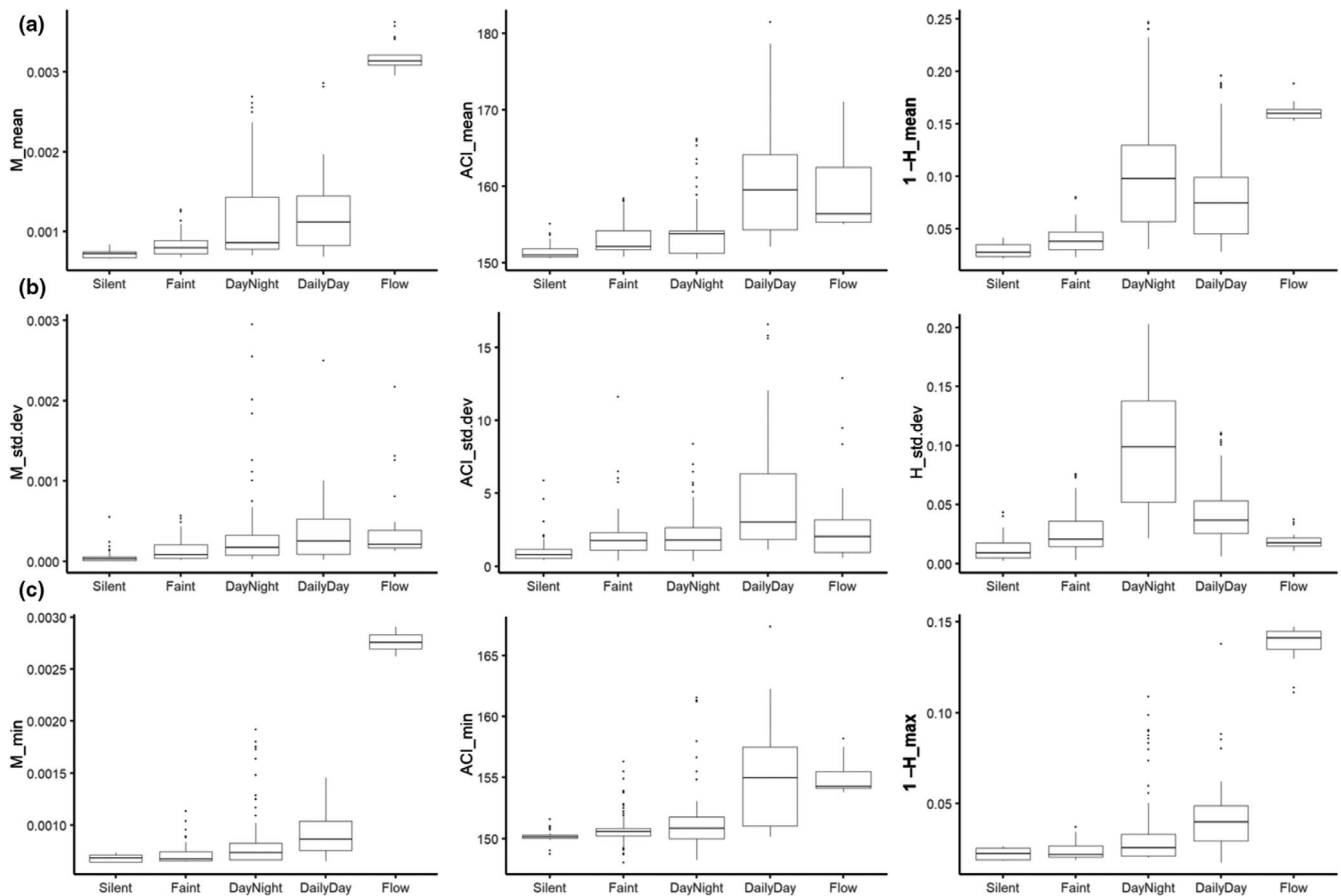 (a)
M_mean
0.003
0.002
0.001
Silent Faint DayNight DailyDay Flow
ACI_mean
180
170
160
150
Silent Faint DayNight DailyDay Flow
1 –H_mean
0.25
0.20
0.15
0.10
0.05
Silent Faint DayNight DailyDay Flow
(b)
M_std.dev
0.003
0.002
0.001
0.000
Silent Faint DayNight DailyDay Flow
ACI_std.dev
15
10
5
0
Silent Faint DayNight DailyDay Flow
H_std.dev
0.20
0.15
0.10
0.05
0.00
Silent Faint DayNight DailyDay Flow
(c)
M_min
0.0030
0.0025
0.0020
0.0015
0.0010
Silent Faint DayNight DailyDay Flow
ACI_min
165
160
155
150
Silent Faint DayNight DailyDay Flow
1 –H_max
0.15
0.10
0.05
Silent Faint DayNight DailyDay Flow